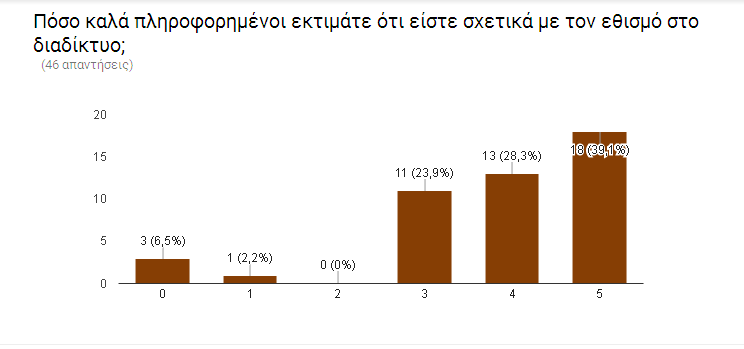 Πόσο καλά πληροφορημένοι εκτιμάτε ότι είστε σχετικά με τον εθισμό στο
διαδίκτυο;
(46 απαντήσεις)
20
15
10
5
0
3 (6,5%)
1 (2,2%)
0 (0%)
11 (23,9%)
13 (28,3%)
18 (39,1%)
0 1 2 3 4 5